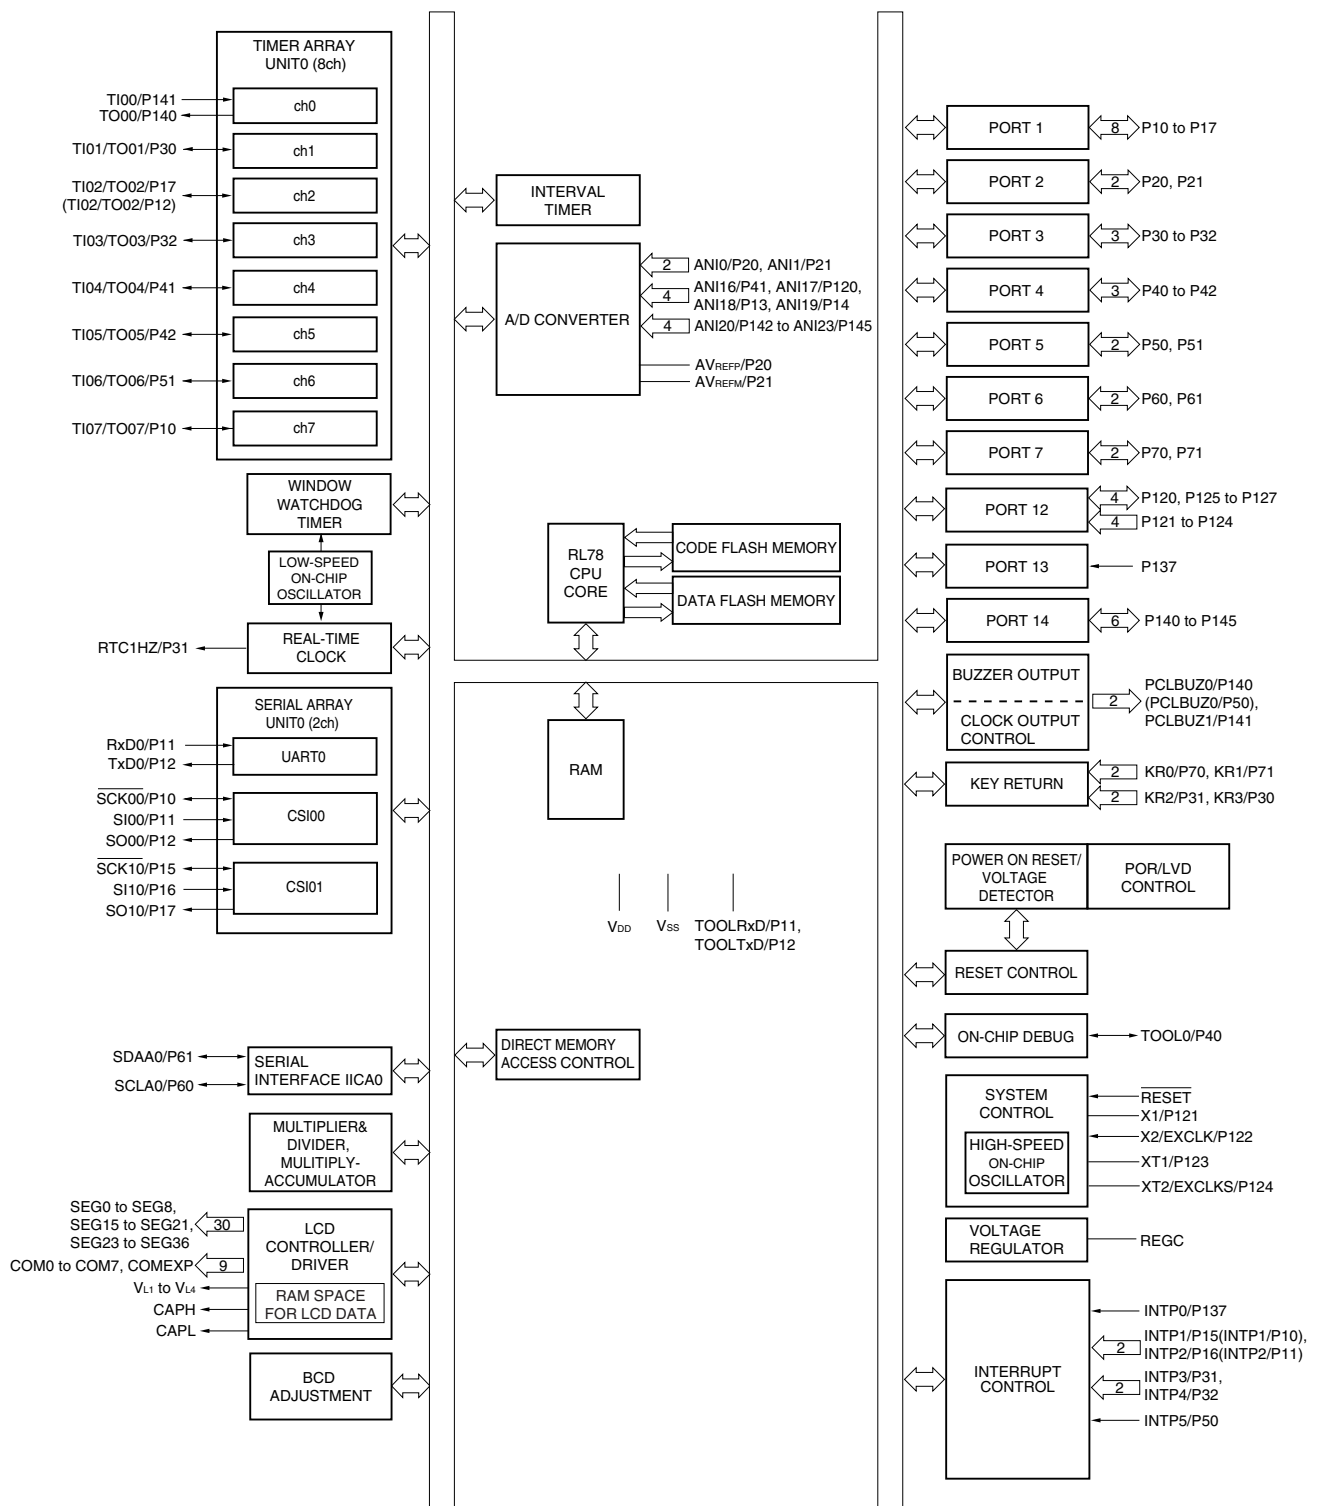 TIMER ARRAY
UNIT0 (8ch)
TI00/P141
TO00/P140
ch0
TI01/TO01/P30
ch1
TI02/TO02/P17
(TI02/TO02/P12)
ch2
TI03/TO03/P32
ch3
TI04/TO04/P41
ch4
TI05/TO05/P42
ch5
TI06/TO06/P51
ch6
TI07/TO07/P10
ch7
WINDOW
WATCHDOG
TIMER
LOW-SPEED
ON-CHIP
OSCILLATOR
RTC1HZ/P31
REAL-TIME
CLOCK
SERIAL ARRAY
UNIT0 (2ch)
RxD0/P11
TxD0/P12
UART0
SCK00/P10
SI00/P11
SO00/P12
CSI00
SCK10/P15
SI10/P16
SO10/P17
CSI01
SDAA0/P61
SCLA0/P60
SERIAL
INTERFACE IICA0
MULTIPLIER&
DIVIDER,
MULITIPLY-
ACCUMULATOR
SEG0 to SEG8,
SEG15 to SEG21,
SEG23 to SEG36
30
COM0 to COM7, COMEXP
9
VL1 to VL4
CAPH
CAPL
LCD
CONTROLLER/
DRIVER
RAM SPACE
FOR LCD DATA
BCD
ADJUSTMENT
INTERVAL
TIMER
A/D CONVERTER
2 ANI0/P20, ANI1/P21
4 ANI16/P41, ANI17/P120,
ANI18/P13, ANI19/P14
4 ANI20/P142 to ANI23/P145
AVREFP/P20
AVREFM/P21
RL78
CPU
CORE
CODE FLASH MEMORY
DATA FLASH MEMORY
RAM
VDD
VSS
TOOLRxD/P11,
TOOLTxD/P12
DIRECT MEMORY
ACCESS CONTROL
PORT 1
8 P10 to P17
PORT 2
2 P20, P21
PORT 3
3 P30 to P32
PORT 4
3 P40 to P42
PORT 5
2 P50, P51
PORT 6
2 P60, P61
PORT 7
2 P70, P71
PORT 12
4 P120, P125 to P127
4 P121 to P124
PORT 13
P137
PORT 14
6 P140 to P145
BUZZER OUTPUT
CLOCK OUTPUT
CONTROL
2
PCLBUZ0/P140
(PCLBUZ0/P50),
PCLBUZ1/P141
KEY RETURN
2 KR0/P70, KR1/P71
2 KR2/P31, KR3/P30
POWER ON RESET/
VOLTAGE
DETECTOR
POR/LVD
CONTROL
RESET CONTROL
ON-CHIP DEBUG
TOOL0/P40
SYSTEM
CONTROL
HIGH-SPEED
ON-CHIP
OSCILLATOR
RESET
X1/P121
X2/EXCLK/P122
XT1/P123
XT2/EXCLKS/P124
VOLTAGE
REGULATOR
REGC
INTERRUPT
CONTROL
INTP0/P137
2 INTP1/P15(INTP1/P10),
INTP2/P16(INTP2/P11)
2 INTP3/P31,
INTP4/P32
INTP5/P50